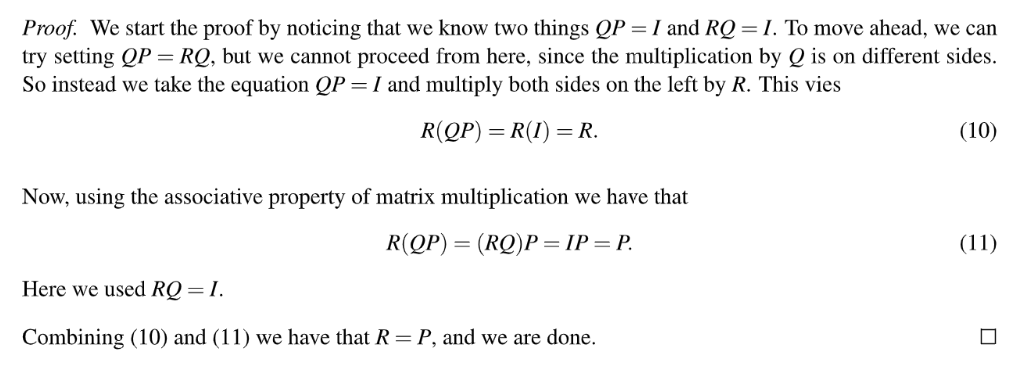 Proof. We start the proof by noticing that we know two things QP = I and RQ = I. To move ahead, we can
try setting QP = RQ, but we cannot proceed from here, since the multiplication by Q is on different sides.
So instead we take the equation QP = I and multiply both sides on the left by R. This vies
R(QP) = R(I) = R. (10)
Now, using the associative property of matrix multiplication we have that
R(QP) = (RQ)P = IP = P. (11)
Here we used RQ = I.
Combining (10) and (11) we have that R = P, and we are done. □